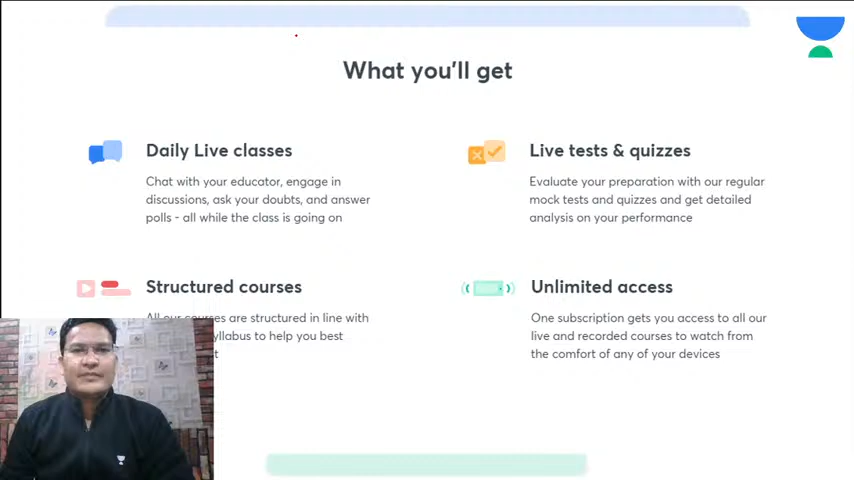 What you'll get
Daily Live classes
Chat with your educator, engage in
discussions, ask your doubts, and answer
polls - all while the class is going on
Live tests & quizzes
Evaluate your preparation with our regular
mock tests and quizzes and get detailed
analysis on your performance
Structured courses
All our courses are structured in line with
to help you best
Unlimited access
One subscription gets you access to all our
live and recorded courses to watch from
the comfort of any of your devices